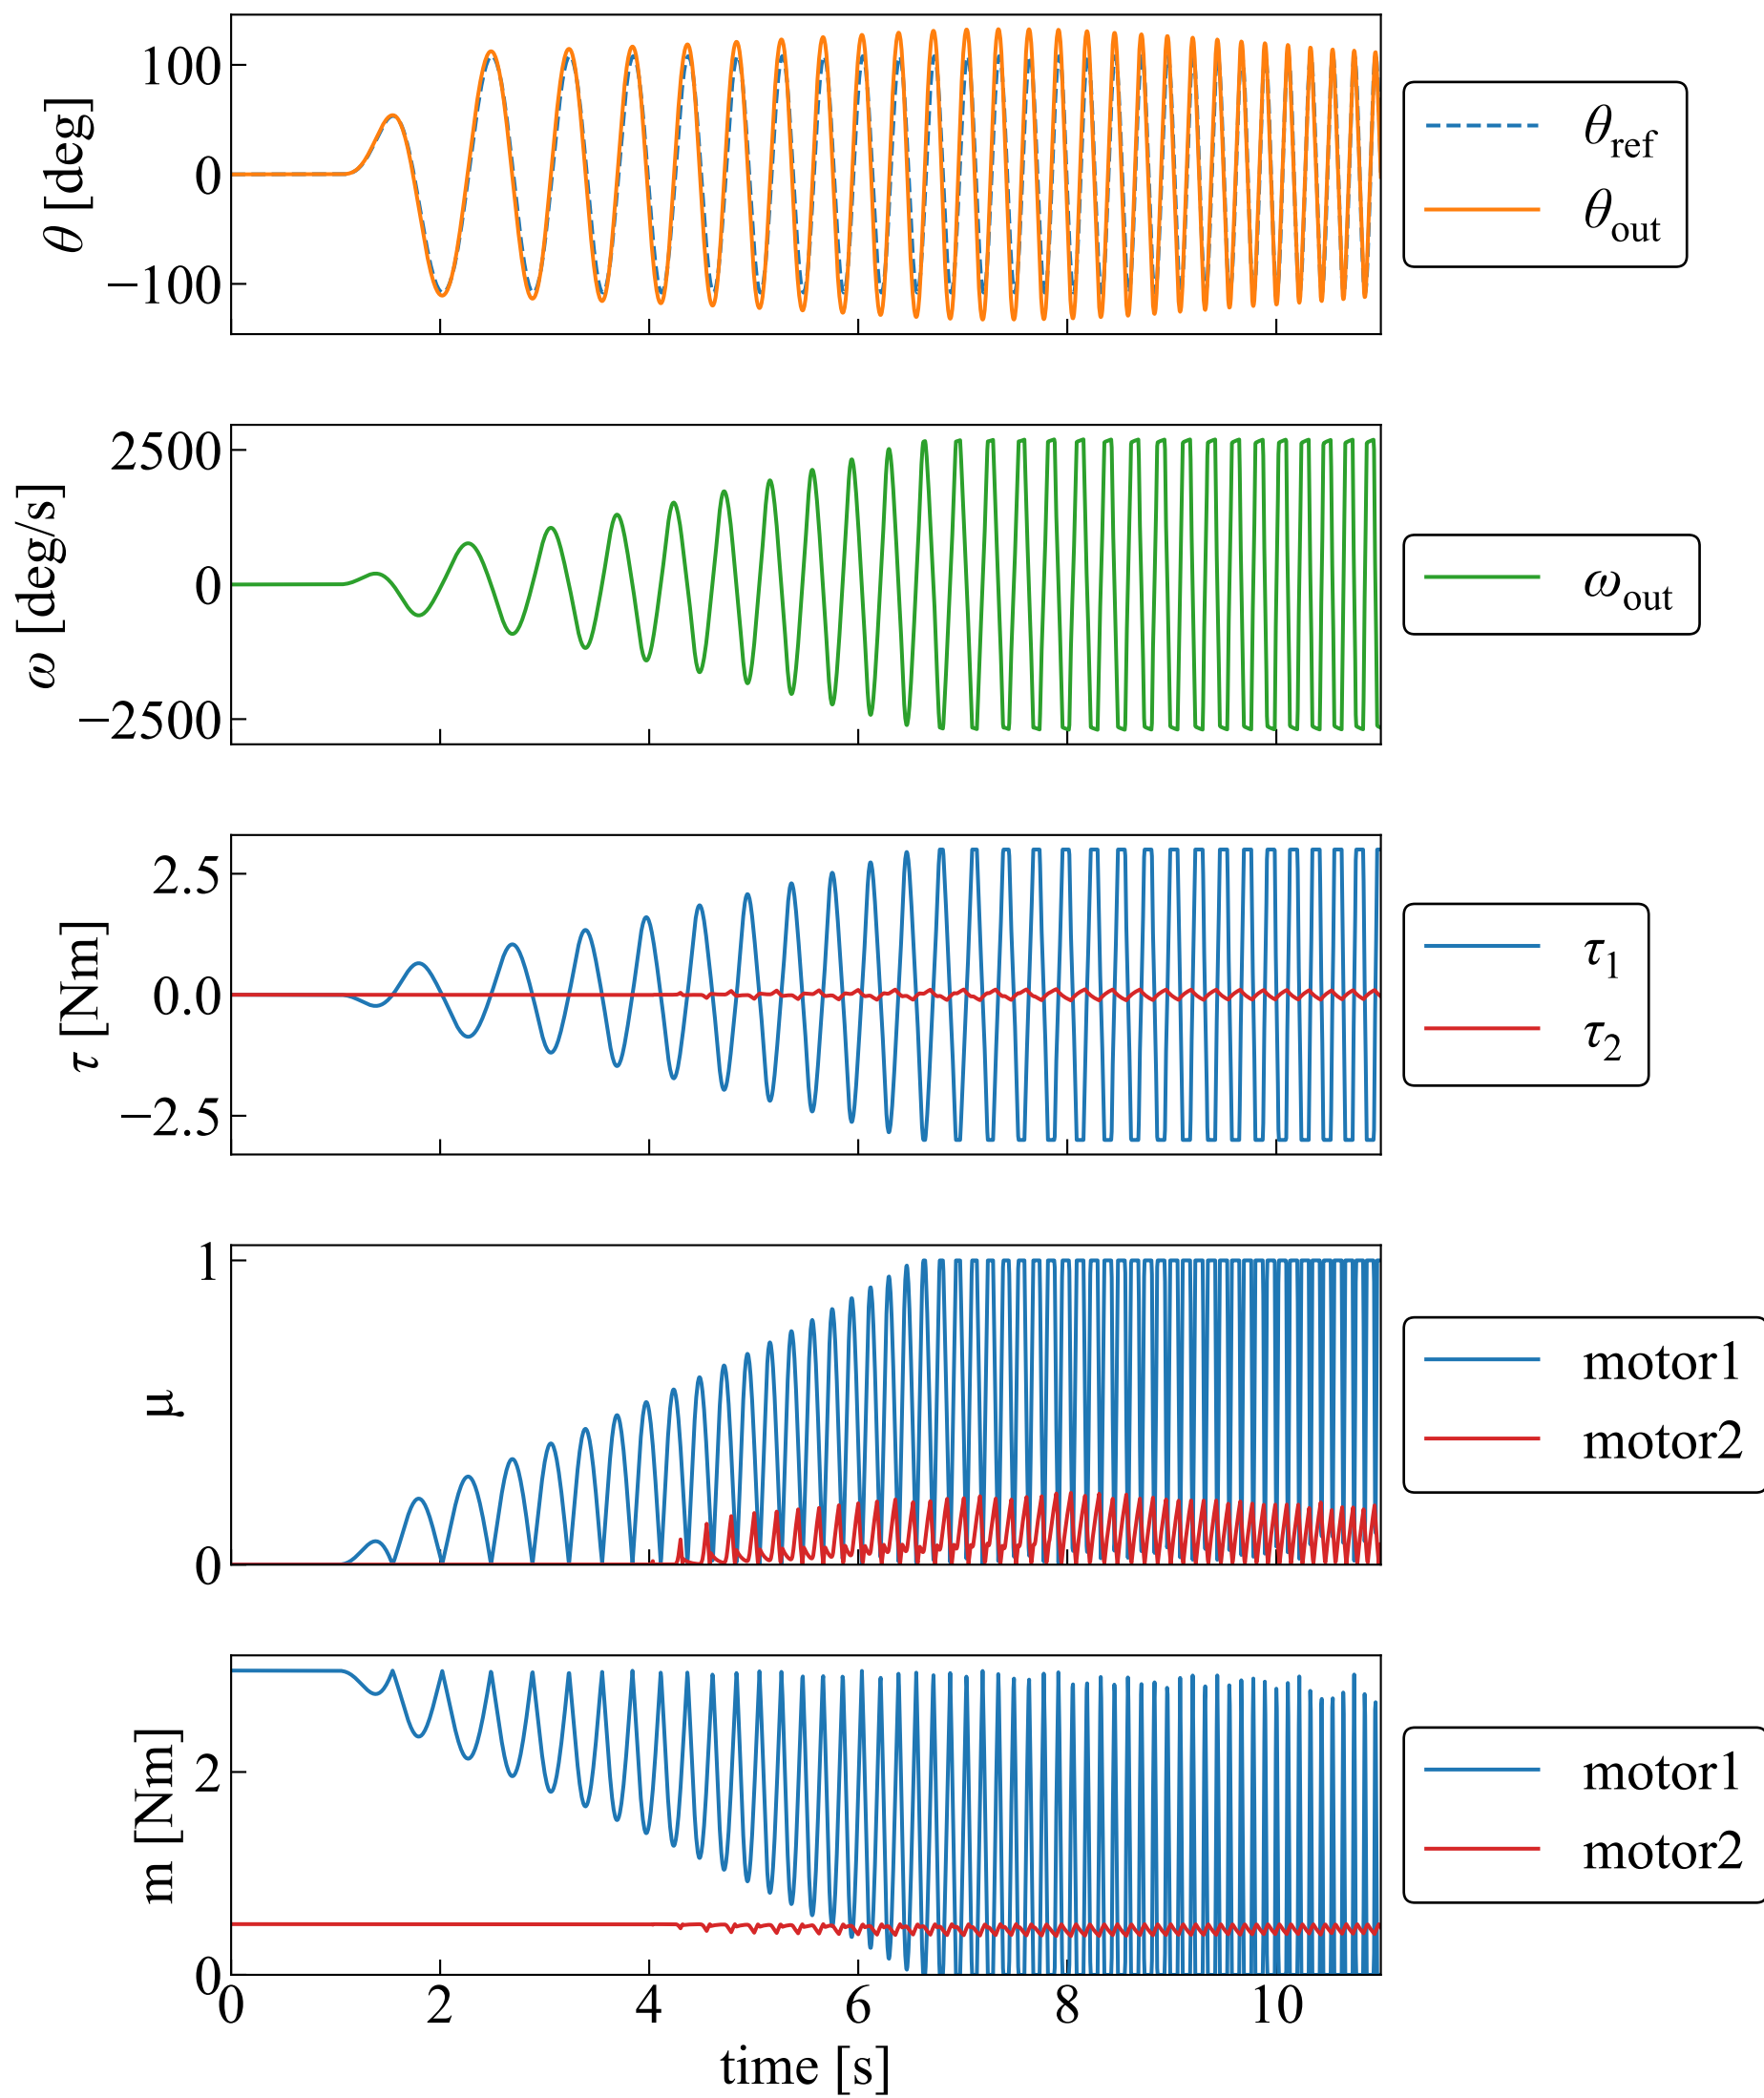 θ [deg]
100
0
−100
θref
θout
ω [deg/s]
2500
0
−2500
ωout
τ [Nm]
2.5
0.0
−2.5
τ1
τ2
μ
1
0
motor1
motor2
m [Nm]
2
0
motor1
motor2
0 2 4 6 8 10
time [s]